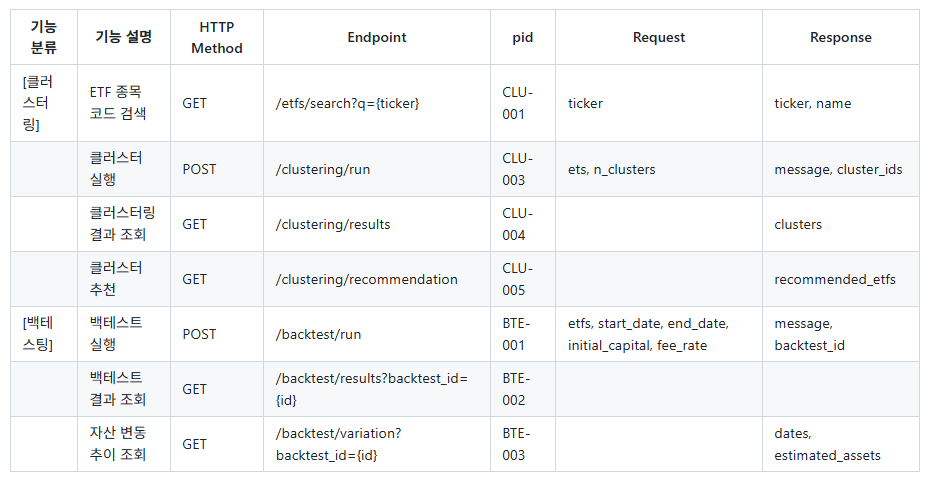 기능
분류
기능 설명
HTTP
Method
Endpoint
pid
Request
Response
[클러
스터
링]
ETF 종목
코드 검색
GET
/etfs/search?q={ticker}
CLU-
001
ticker
ticker, name
클러스터
실행
POST
/clustering/run
CLU-
003
ets, n_clusters
message, cluster_ids
클러스터링
결과 조회
GET
/clustering/results
CLU-
004
clusters
클러스터
추천
GET
/clustering/recommendation
CLU-
005
recommended_etfs
[백테
스팅]
백테스트
실행
POST
/backtest/run
BTE-
001
etfs, start_date, end_date,
initial_capital, fee_rate
message,
backtest_id
백테스트
결과 조회
GET
/backtest/results?backtest_id=
{id}
BTE-
002
자산 변동
추이 조회
GET
/backtest/variation?
backtest_id={id}
BTE-
003
dates,
estimated_assets